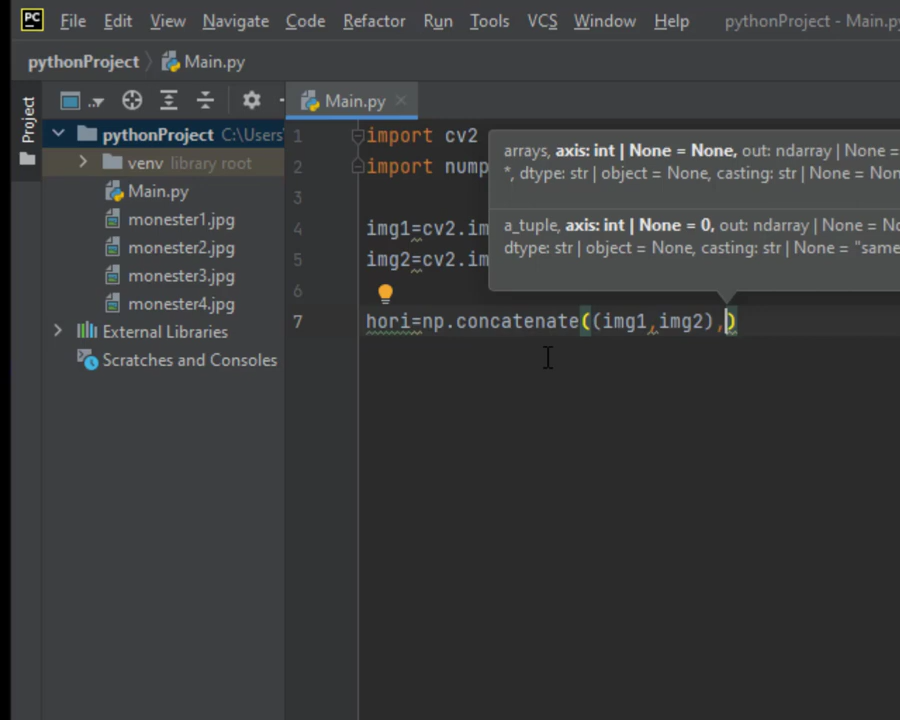 PC File Edit View Navigate Code Refactor Run Tools VCS Window Help pythonProject - Main.py
pythonProject Main.py
Project
Main.py
pythonProject C:\Users
venv library root
Main.py
monester1.jpg
monester2.jpg
monester3.jpg
monester4.jpg
External Libraries
Scratches and Consoles
1 import cv2
2 import nump
3
4 img1=cv2.im
5 img2=cv2.im
6
7 hori=np.concatenate((img1,img2),)
arrays, axis: int | None = None, out: ndarray | None =
*, dtype: str | object = None, casting: str | None = Non
a_tuple, axis: int | None = 0, out: ndarray | None = No
dtype: str | object = None, casting: str | None = "same